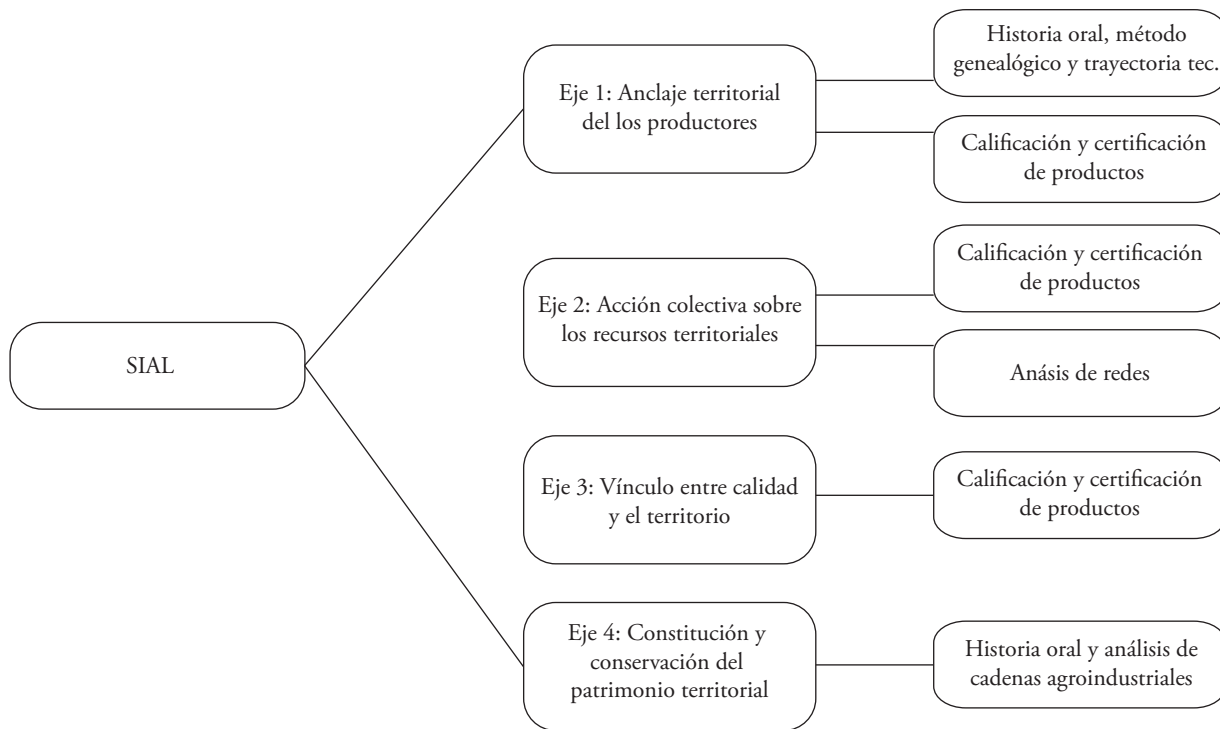 SIAL
Eje 1: Anclaje territorial
del los productores
Historia oral, método
genealógico y trayectoria tec.
Calificación y certificación
de productos
Eje 2: Acción colectiva sobre
los recursos territoriales
Calificación y certificación
de productos
Anásis de redes
Eje 3: Vínculo entre calidad
y el territorio
Calificación y certificación
de productos
Eje 4: Constitución y
conservación del
patrimonio territorial
Historia oral y análisis de
cadenas agroindustriales